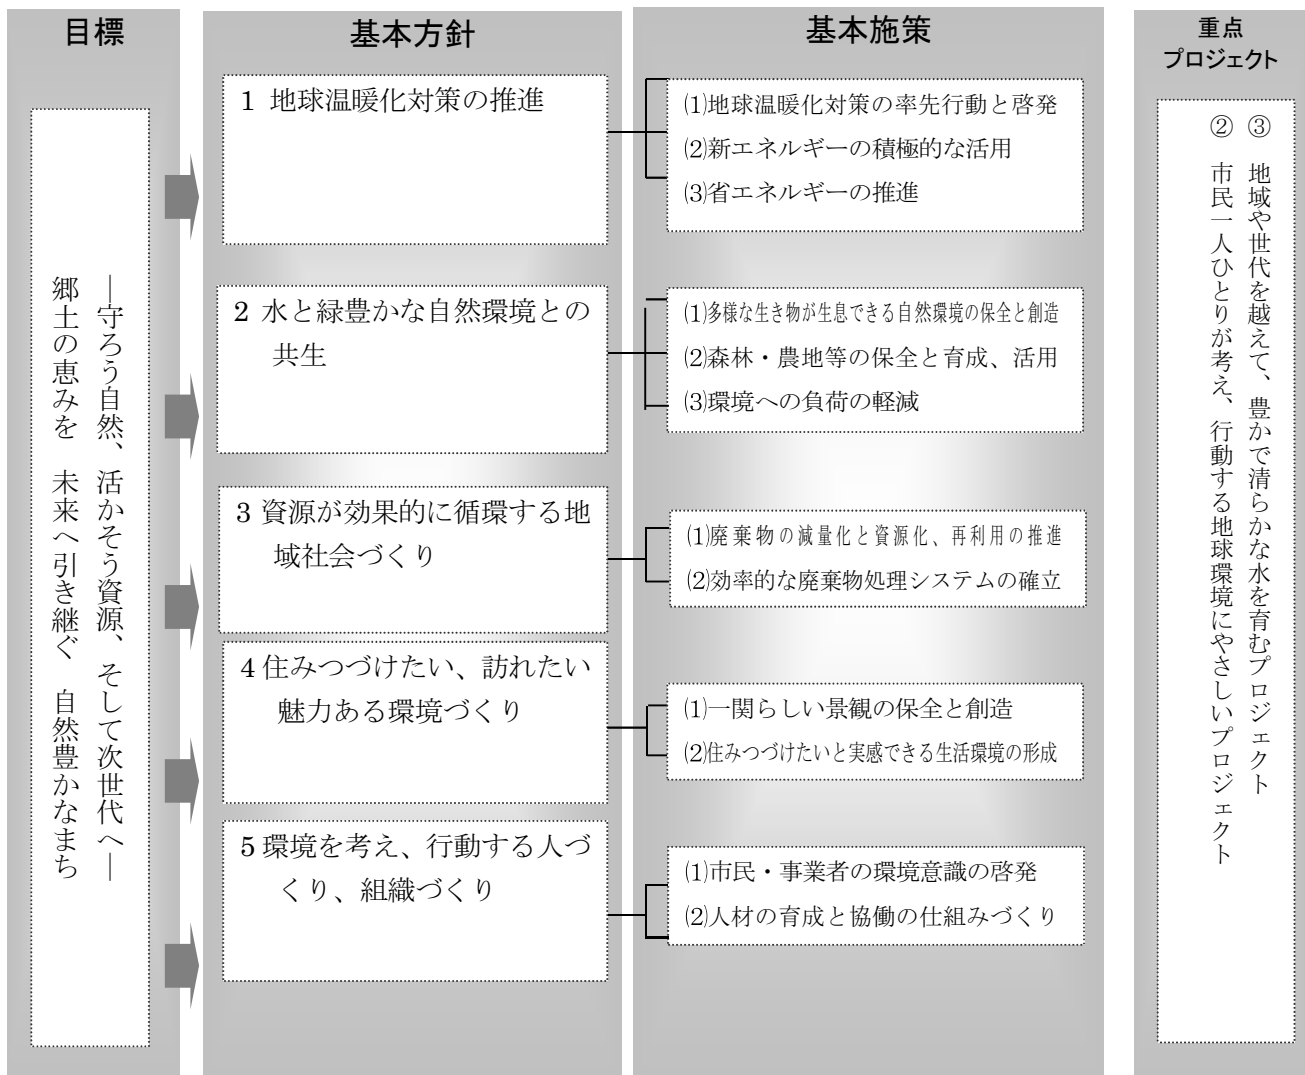 目標
郷土の恵みを　未来へ引き継ぐ　自然豊かなまち
―守ろう自然、活かそう資源、そして次世代へ―
基本方針
1 地球温暖化対策の推進
2 水と緑豊かな自然環境との
共生
3 資源が効果的に循環する地
域社会づくり
4 住みつづけたい、訪れたい
魅力ある環境づくり
5 環境を考え、行動する人づ
くり、組織づくり
基本施策
⑴地球温暖化対策の率先行動と啓発
⑵新エネルギーの積極的な活用
⑶省エネルギーの推進
⑴多様な生き物が生息できる自然環境の保全と創造
⑵森林・農地等の保全と育成、活用
⑶環境への負荷の軽減
⑴廃棄物の減量化と資源化、再利用の推進
⑵効率的な廃棄物処理システムの確立
⑴一関らしい景観の保全と創造
⑵住みつづけたいと実感できる生活環境の形成
⑴市民・事業者の環境意識の啓発
⑵人材の育成と協働の仕組みづくり
重点
プロジェクト
③　地域や世代を越えて、豊かで清らかな水を育むプロジェクト
②　市民一人ひとりが考え、行動する地球環境にやさしいプロジェクト